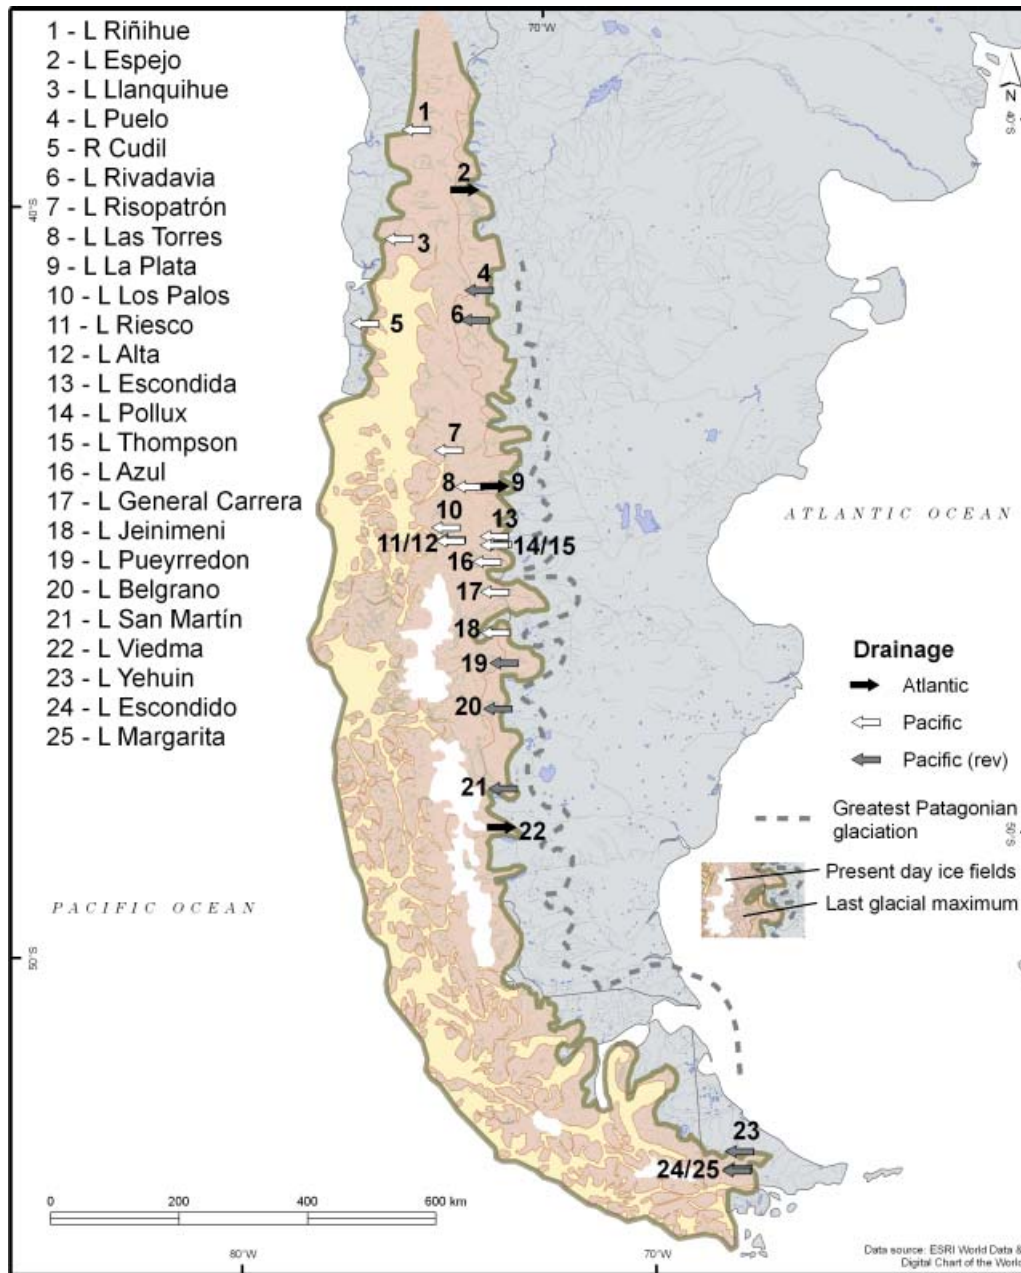 1 - L Riñihue
2 - L Espejo
3 - L Llanquihue
4 - L Puelo
5 - R Cudil
6 - L Rivadavia
7 - L Risopatrón
8 - L Las Torres
9 - L La Plata
10 - L Los Palos
11 - L Riesco
12 - L Alta
13 - L Escondida
14 - L Pollux
15 - L Thompson
16 - L Azul
17 - L General Carrera
18 - L Jeinimeni
19 - L Pueyrredon
20 - L Belgrano
21 - L San Martín
22 - L Viedma
23 - L Yehuin
24 - L Escondido
25 - L Margarita
70°W
N
40°S
40°S
1
2
3
4
5
6
7
8
9
10
13
11/12
14/15
16
17
18
19
20
21
22
23
24/25
ATLANTIC OCEAN
PACIFIC OCEAN
Drainage
Atlantic
Pacific
Pacific (rev)
Greatest Patagonian
glaciation
50°S
Present day ice fields
Last glacial maximum
50°S
0 200 400 600 km
80°W
70°W
Data source: ESRI World Data &
Digital Chart of the World